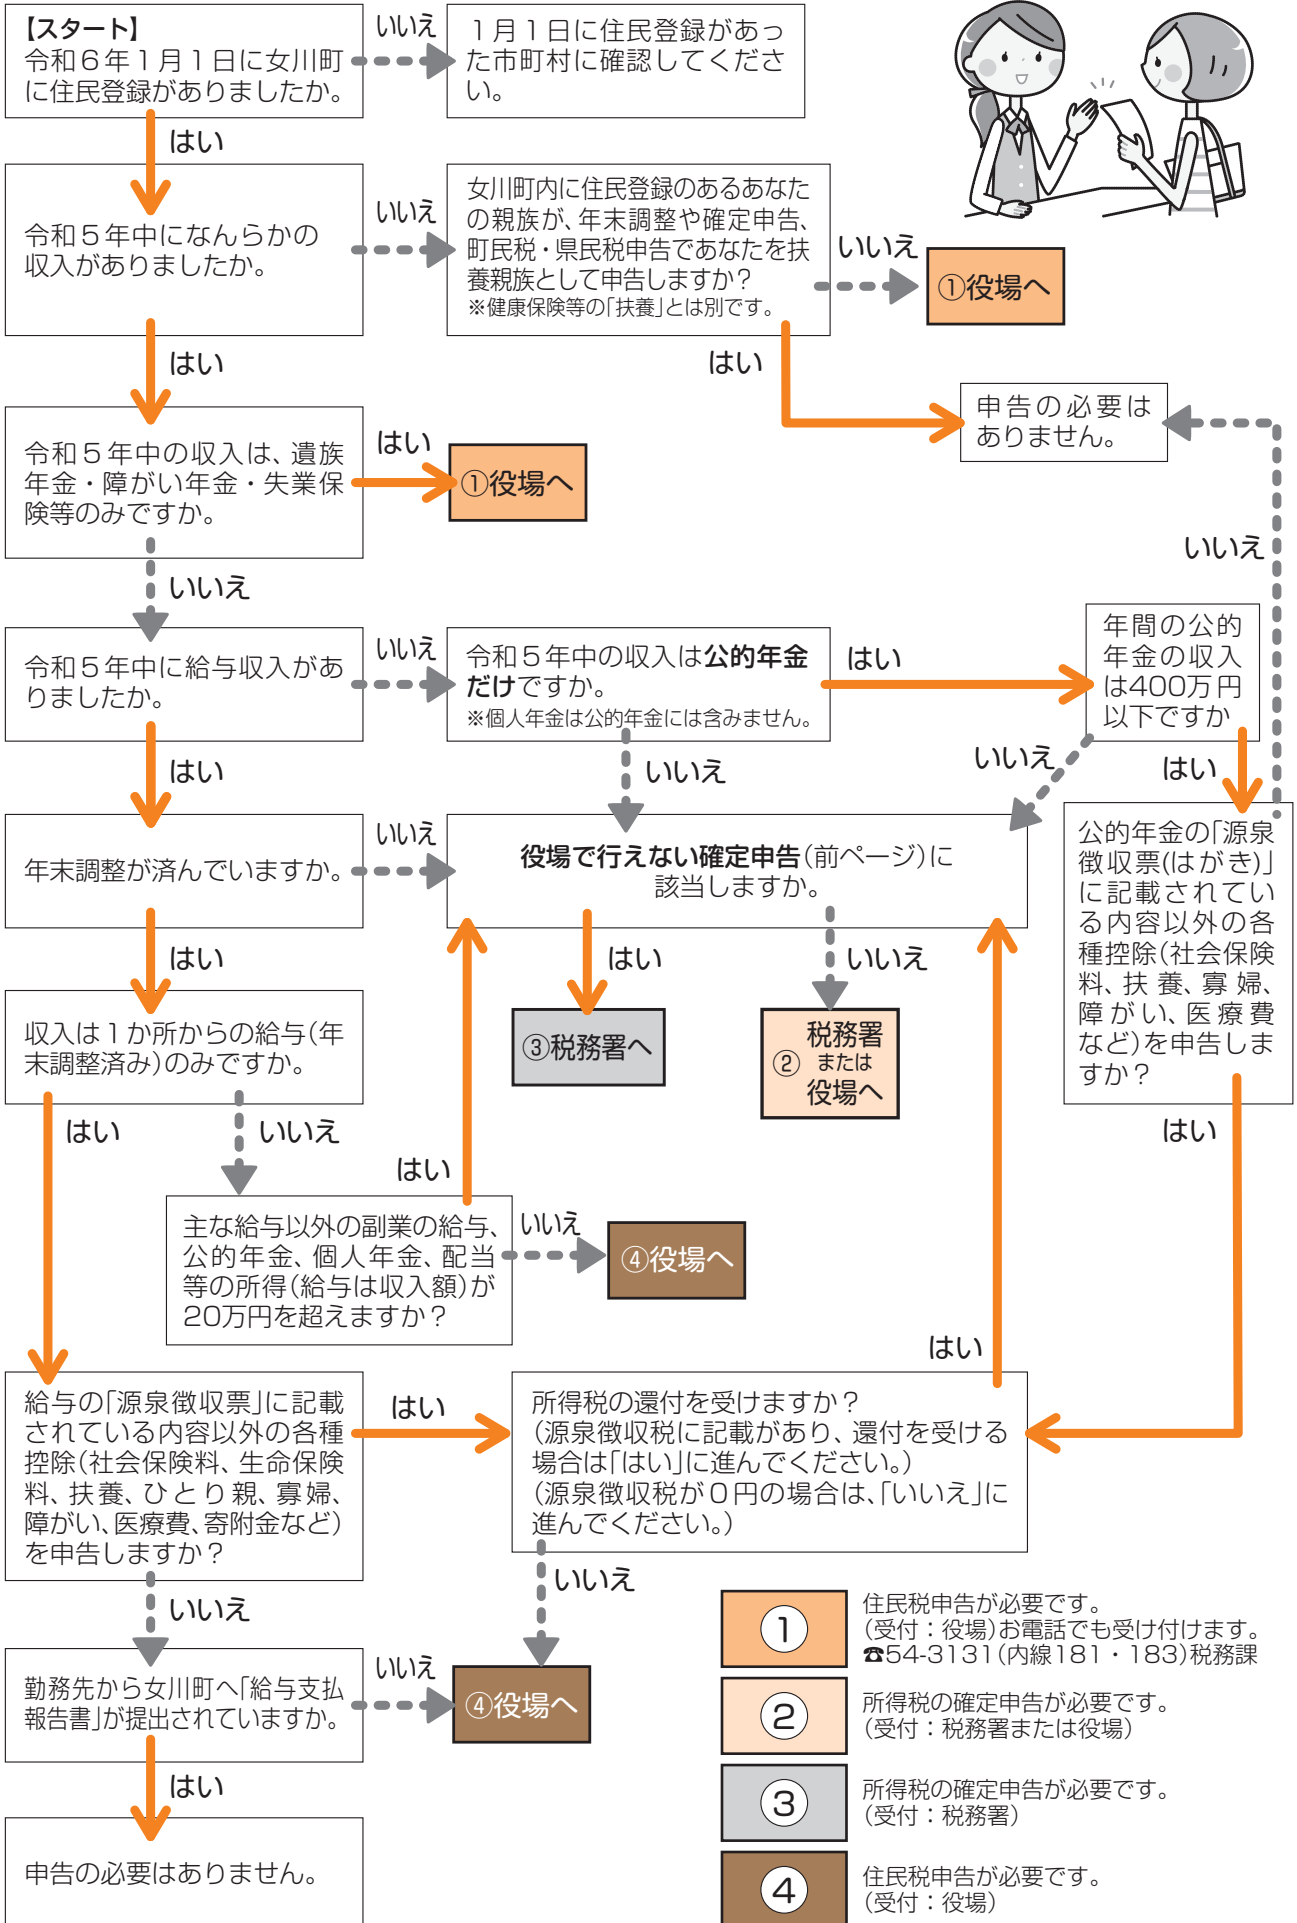 【スタート】
令和６年１月１日に女川町
に住民登録がありましたか。
いいえ
１月１日に住民登録があっ
た市町村に確認してくださ
い。
はい
令和５年中になんらかの
収入がありましたか。
いいえ
女川町内に住民登録のあるあなた
の親族が、年末調整や確定申告、
町民税・県民税申告であなたを扶
養親族として申告しますか？
※健康保険等の「扶養」とは別です。
いいえ
①役場へ
はい
はい
申告の必要は
ありません。
令和５年中の収入は、遺族
年金・障がい年金・失業保
険等のみですか。
はい
①役場へ
いいえ
いいえ
令和５年中に給与収入があ
りましたか。
いいえ
令和５年中の収入は公的年金
だけですか。
※個人年金は公的年金には含みません。
はい
年間の公的
年金の収入
は400万円
以下ですか
はい
いいえ
いいえ
はい
年末調整が済んでいますか。
いいえ
役場で行えない確定申告（前ページ）に
該当しますか。
公的年金の「源泉
徴収票(はがき)」
に記載されてい
る内容以外の各
種控除(社会保険
料、扶養、寡婦、
障がい、医療費
など)を申告しま
すか？
はい
はい
いいえ
収入は１か所からの給与（年
末調整済み）のみですか。
③税務署へ
②
税務署
または
役場へ
はい
いいえ
はい
はい
主な給与以外の副業の給与、
公的年金、個人年金、配当
等の所得（給与は収入額）が
20万円を超えますか？
いいえ
④役場へ
はい
給与の「源泉徴収票」に記載
されている内容以外の各種
控除（社会保険料、生命保険
料、扶養、ひとり親、寡婦、
障がい、医療費、寄附金など）
を申告しますか？
はい
所得税の還付を受けますか？
（源泉徴収税に記載があり、還付を受ける
場合は「はい」に進んでください。）
（源泉徴収税が０円の場合は、「いいえ」に
進んでください。）
いいえ
いいえ
勤務先から女川町へ「給与支払
報告書」が提出されていますか。
いいえ
④役場へ
はい
申告の必要はありません。
①
住民税申告が必要です。
（受付：役場）お電話でも受け付けます。
☎54-3131（内線181・183）税務課
②
所得税の確定申告が必要です。
（受付：税務署または役場）
③
所得税の確定申告が必要です。
（受付：税務署）
④
住民税申告が必要です。
（受付：役場）